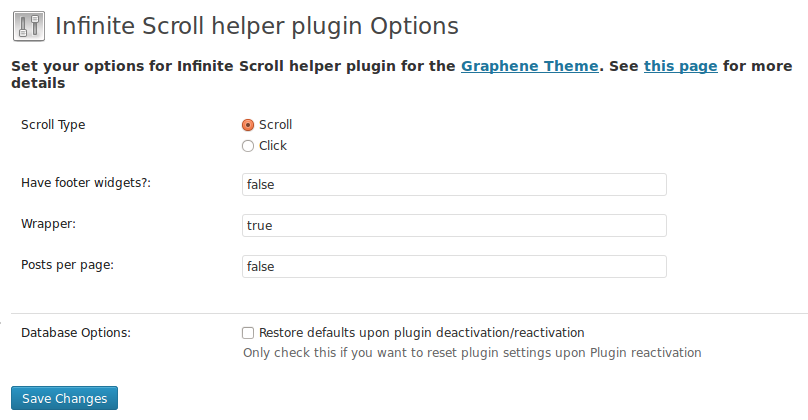 Infinite Scroll helper plugin Options
Set your options for Infinite Scroll helper plugin for the Graphene Theme. See this page for more
details
Scroll Type
Scroll
Click
Have footer widgets?:
false
Wrapper:
true
Posts per page:
false
Database Options:
Restore defaults upon plugin deactivation/reactivation
Only check this if you want to reset plugin settings upon Plugin reactivation
Save Changes